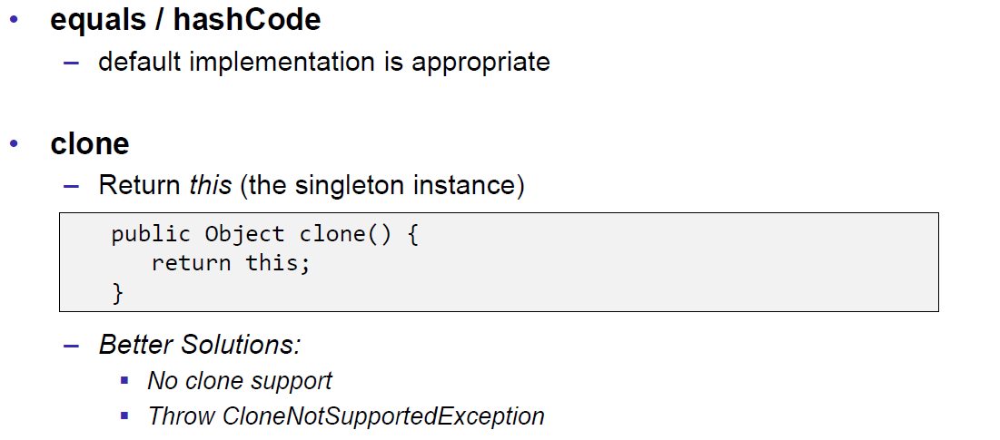 • equals / hashCode
– default implementation is appropriate
• clone
– Return this (the singleton instance)
public Object clone() {
return this;
}
– Better Solutions:
▪ No clone support
▪ Throw CloneNotSupportedException